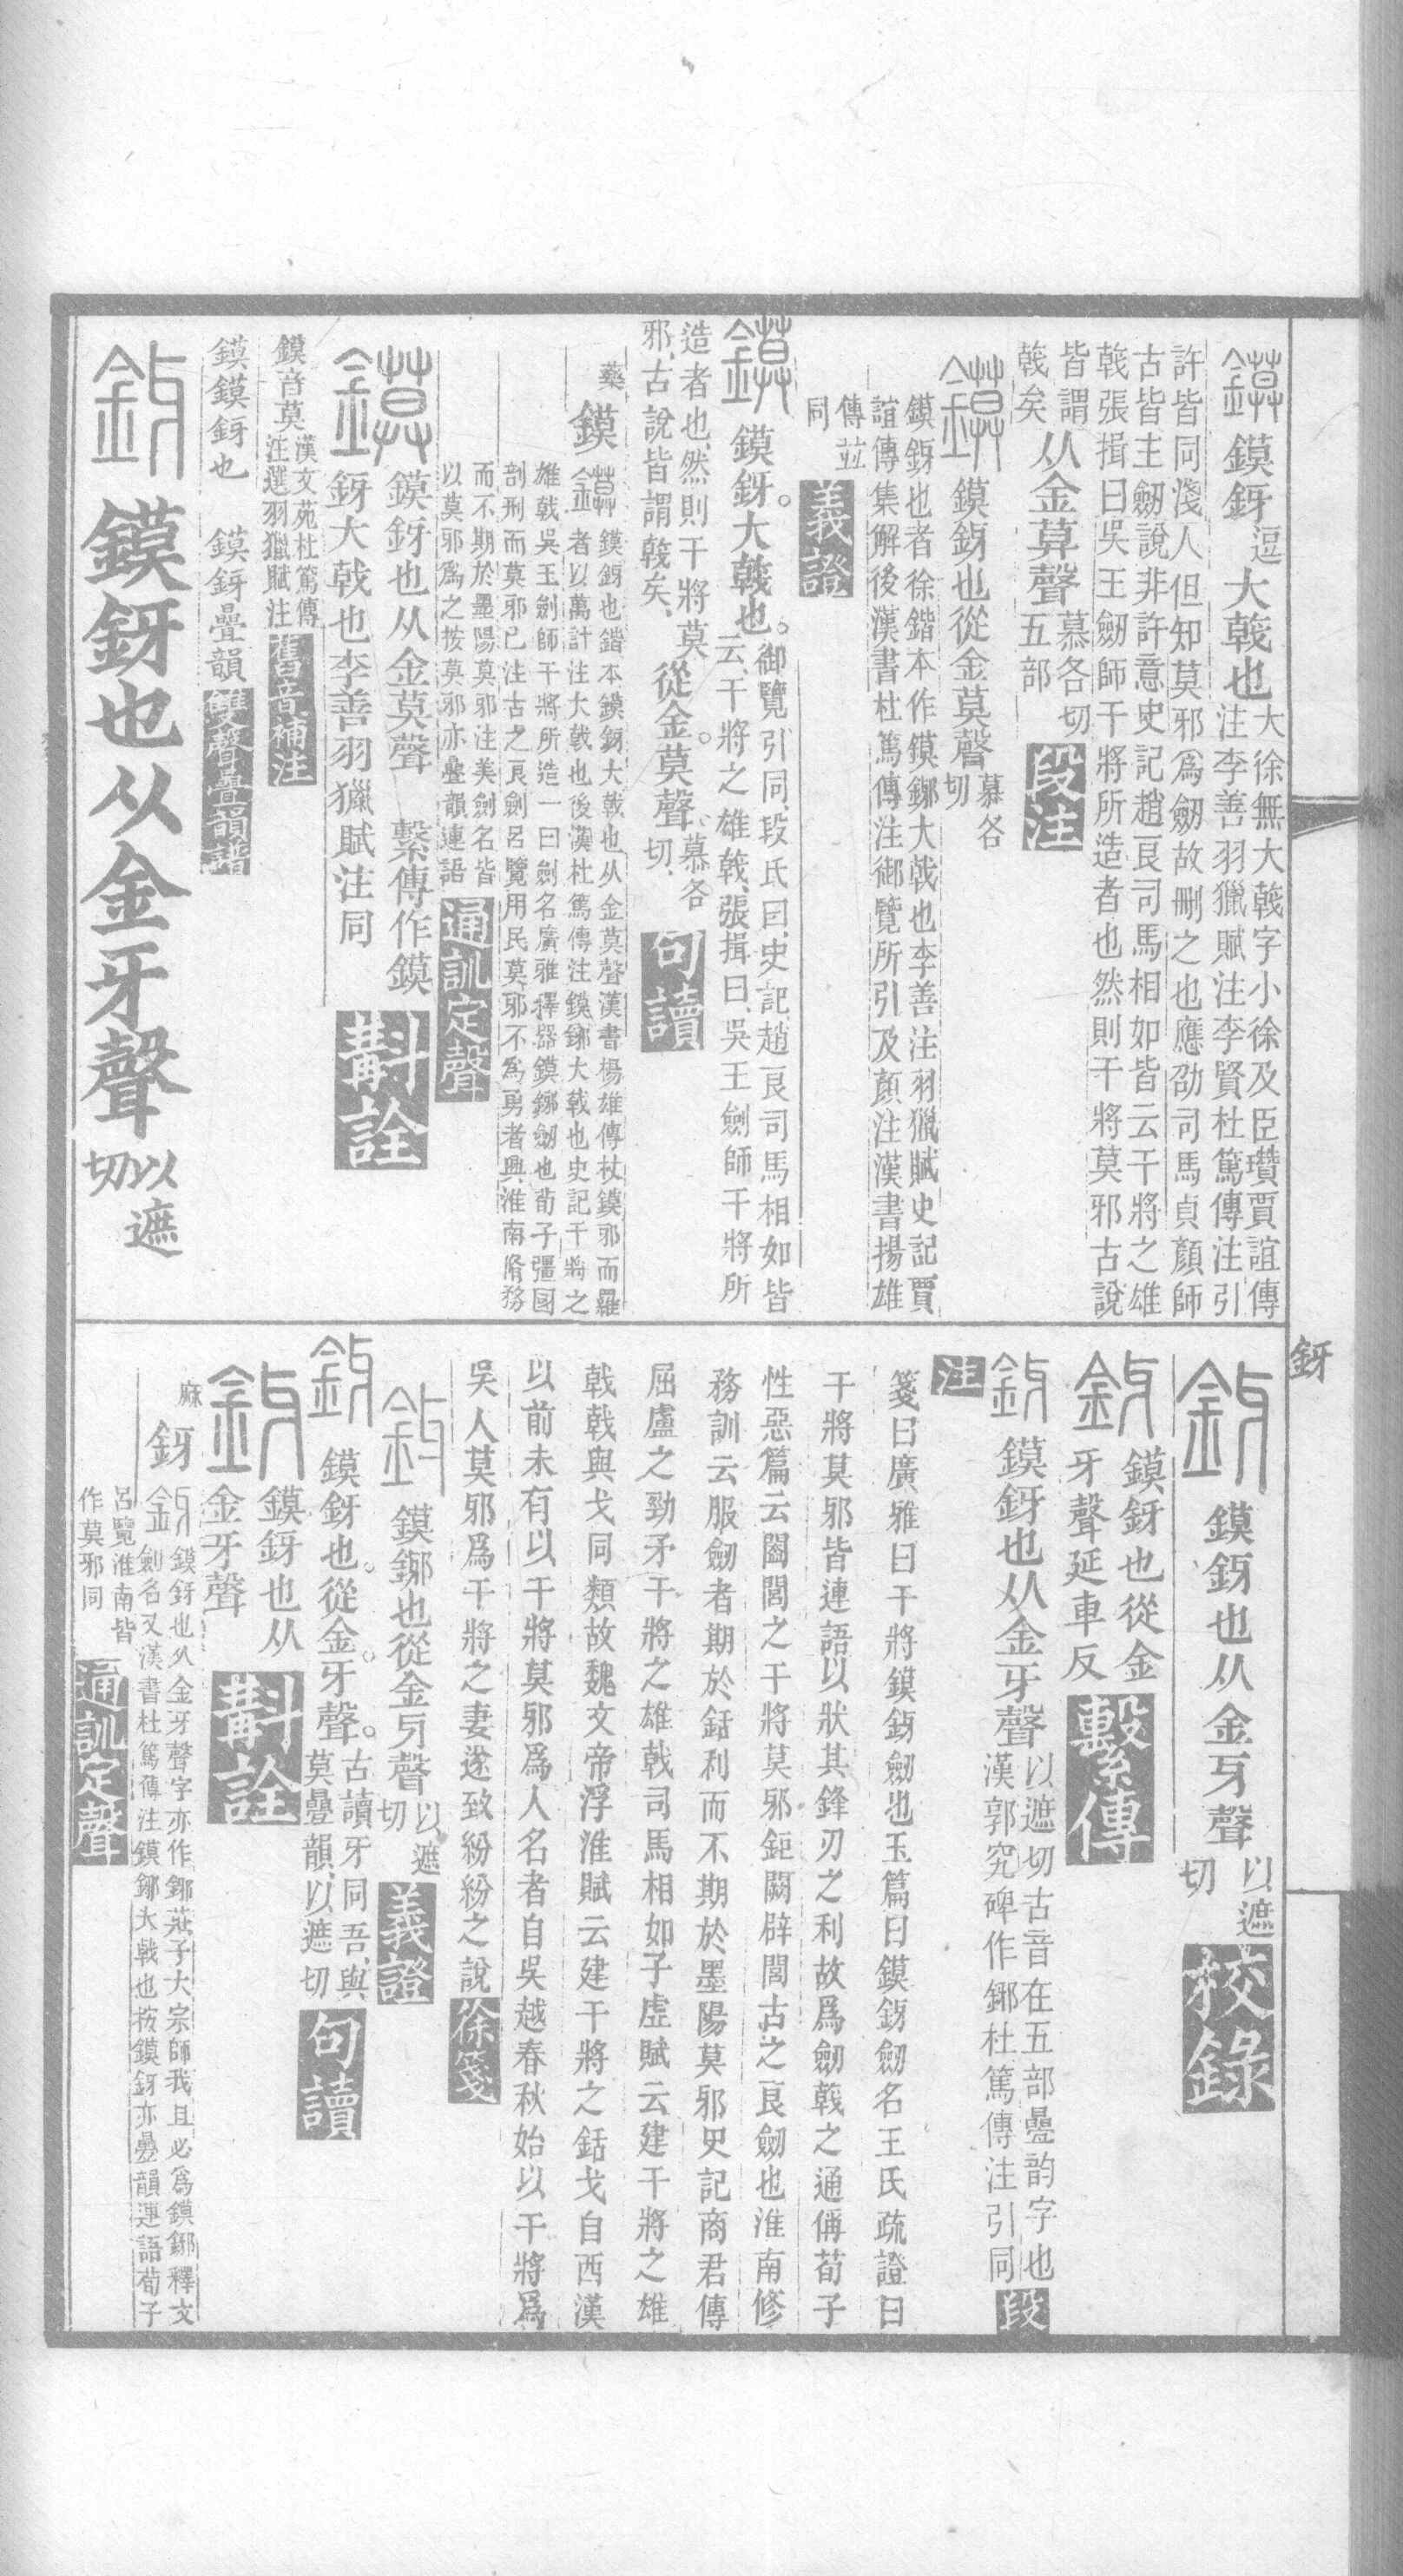 鏌鋣逗大㦸也大徐無大㦸字小徐及臣瓚賈誼傳
注李善羽獵賦注李賢杜篤傳注引
許皆同淺人但知莫邪爲劒故刪之也應劭司馬貞顏師
古皆主劒說非許意史記趙良司馬相如皆云干將之雄
㦸張揖曰吳王劒師干將所造者也然則干將莫邪古說
皆謂
㦸矣从金莫聲慕各切
五部段注
鏌釾也從金莫聲慕各
切
鏌釾也者徐鍇本作鏌鋣大戟也李善注羽獵賦史記賈
誼傳集解後漢書杜篤傳注御覽所引及顏注漢書揚雄
傳並
同義證
鏌釾。大㦸也。御覽引同、段氏曰、史記、趙良司馬相如皆
云、干將之雄㦸、張揖曰、吳王劍師干將所
造者也、然則干將莫
邪、古說皆謂㦸矣、從金。莫聲、慕各
切、句讀
藥
鏌
鏌釾也鍇本鏌釾大㦸也从金莫聲漢書楊雄傳杖鏌邪而羅
者以萬計注大㦸也後漢杜篤傳注鏌鋣大戟也史記干將之
雄戟吳王劍師干將所造一曰劍名廣雅釋器鏌鋣劒也荀子彊國
剖刑而莫邪已注古之良劍呂覽用民莫邪不爲勇者興淮南脩務
而不期於墨陽莫邪注美劍名皆
以莫邪爲之按莫邪亦疊韻連語通訓定聲
鏌釾也从金莫聲 繫傳作鏌
釾大戟也李善羽獵賦注同斠詮
鏌音莫漢文苑杜篤傳
注選羽獵賦注舊音補注
鏌鏌釾也 鏌釾疊韻雙聲疊韻譜
鏌釾也从金牙聲以遮
切
鏌釾也从金牙聲以遮
切校錄
鏌釾也從金
牙聲延車反繫傳
鏌釾也从金牙聲以遮切古音在五部疊韵字也
漢郭究碑作鋣杜篤傳注引同段
注
箋曰廣雅曰干將鏌釾劒也玉篇曰鏌釾劒名王氏疏證曰
干將莫邪皆連語以狀其鋒刃之利故爲劒㦸之通偁荀子
性惡篇云闔閭之干將莫邪鉅闕辟閭古之良劒也淮南修
務訓云服劒者期於銛利而不期於墨陽莫邪史記商君傳
屈盧之勁矛干將之雄戟司馬相如子虛賦云建干將之雄
戟戟與戈同類故魏文帝浮淮賦云建干將之銛戈自西漢
以前未有以干將莫邪爲人名者自吳越春秋始以干將爲
吳人莫邪爲干將之妻遂致紛紛之說徐箋
鏌鋣也從金牙聲以遮
切義證
鏌釾也。從金。牙聲。古讀牙同吾、與
莫疊韻、以遮切句讀
鏌釾也从
金牙聲斠詮
麻
釾
鏌釾也从金牙聲字亦作鋣莊子大宗師我且必爲鏌鋣釋文
劍名又漢書杜篤傳注鏌鋣大戟也按鏌釾亦疊韻連語荀子
呂覽淮南皆
作莫邪同通訓定聲
釾